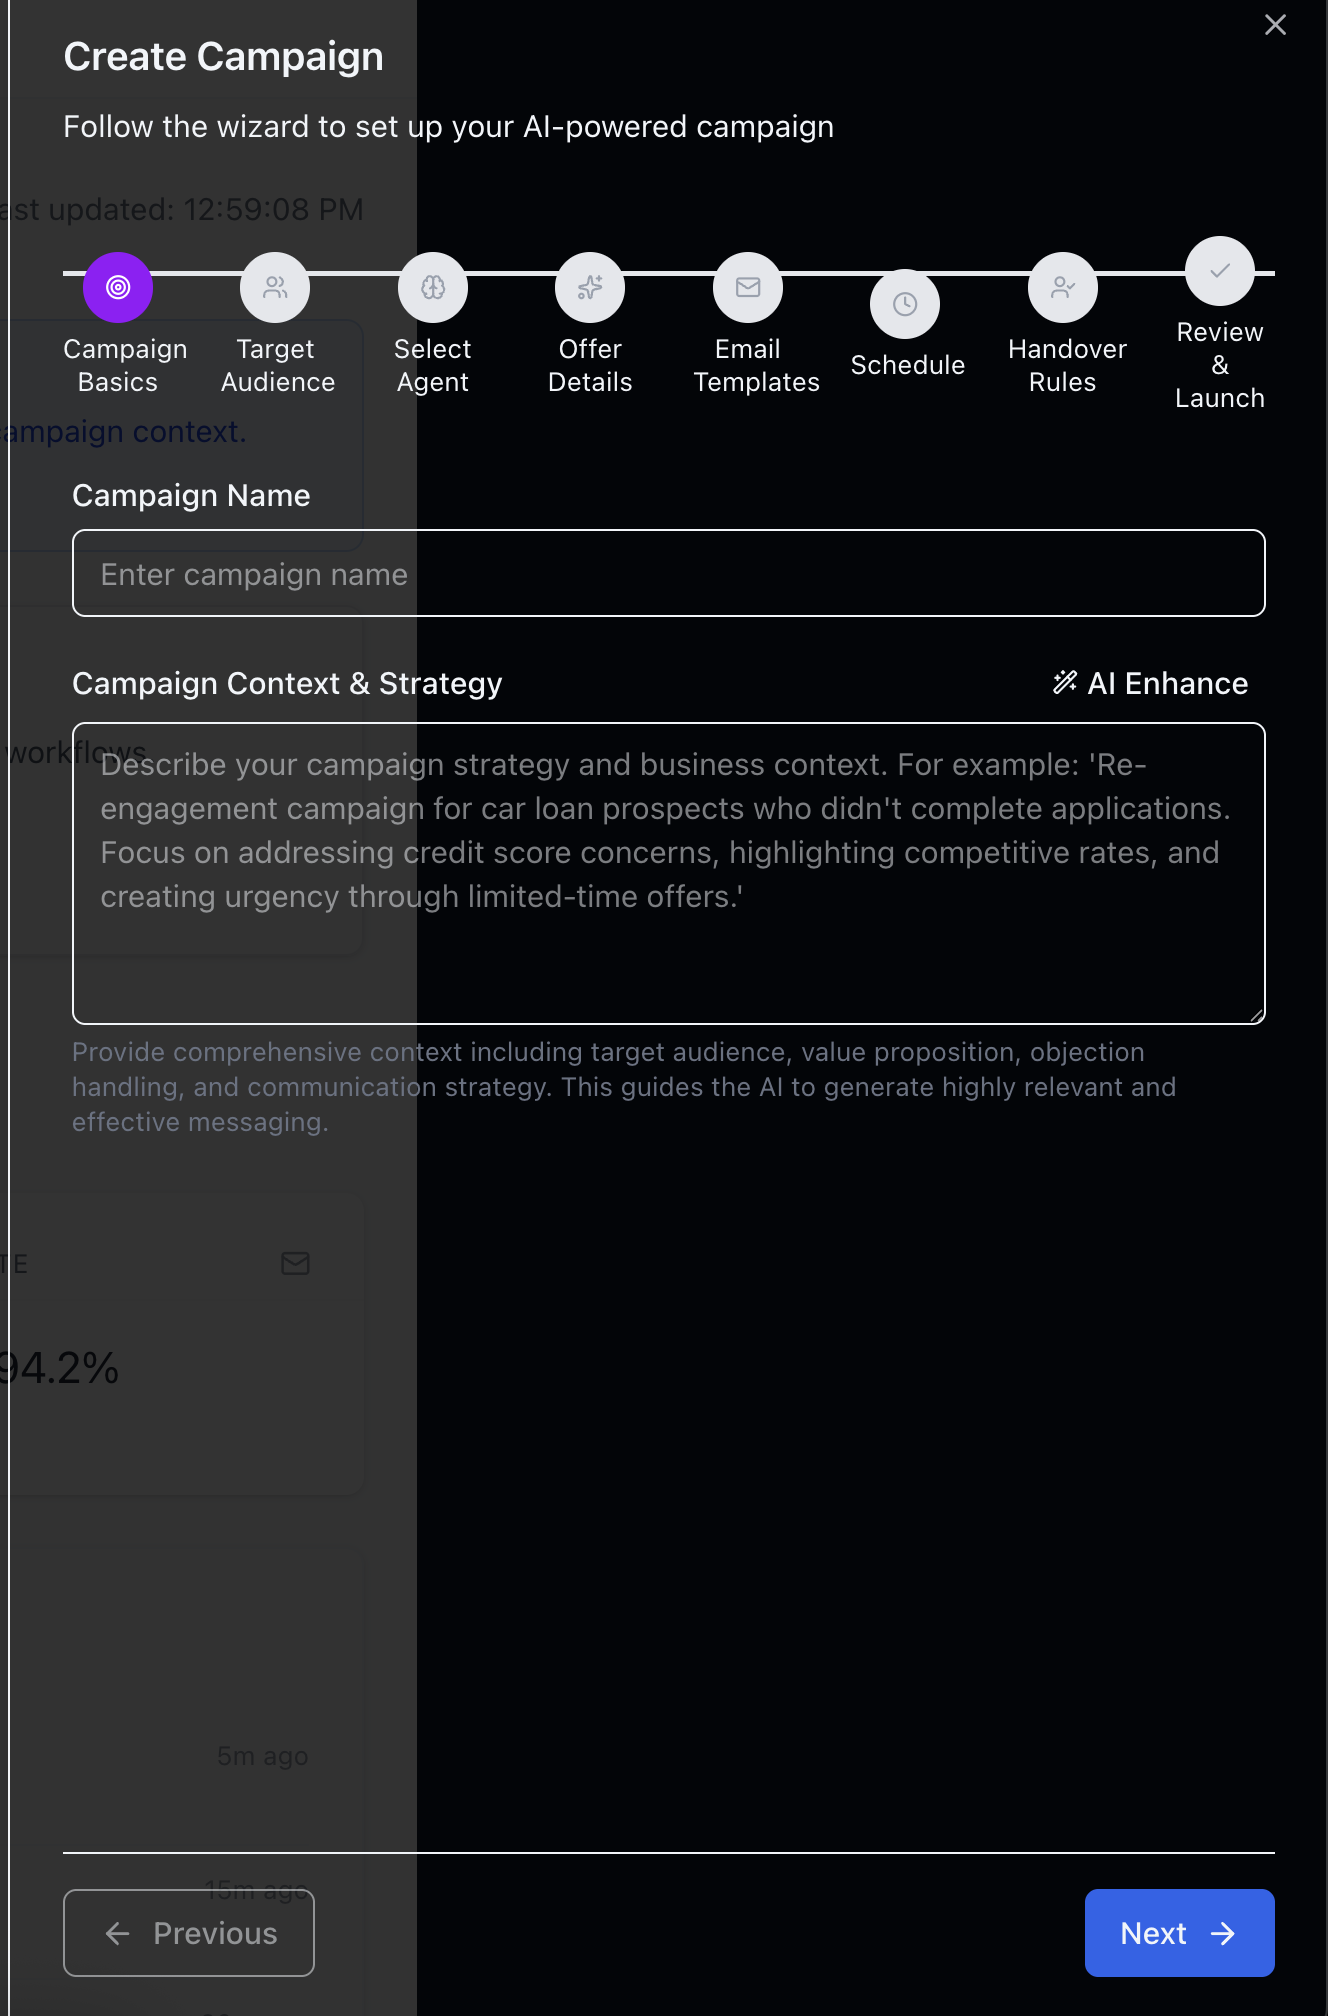 Create Campaign
Follow the wizard to set up your AI-powered campaign
ast updated: 12:59:08 PM
Campaign
Basics
Target
Audience
Select
Agent
Offer
Details
Email
Templates
Schedule
Handover
Rules
Review
&
Launch
ampaign context.
Campaign Name
Enter campaign name
Campaign Context & Strategy
AI Enhance
workflows
Describe your campaign strategy and business context. For example: 'Re-
engagement campaign for car loan prospects who didn't complete applications.
Focus on addressing credit score concerns, highlighting competitive rates, and
creating urgency through limited-time offers.'
Provide comprehensive context including target audience, value proposition, objection
handling, and communication strategy. This guides the AI to generate highly relevant and
effective messaging.
TE
94.2%
5m ago
15m ago
Previous
Next